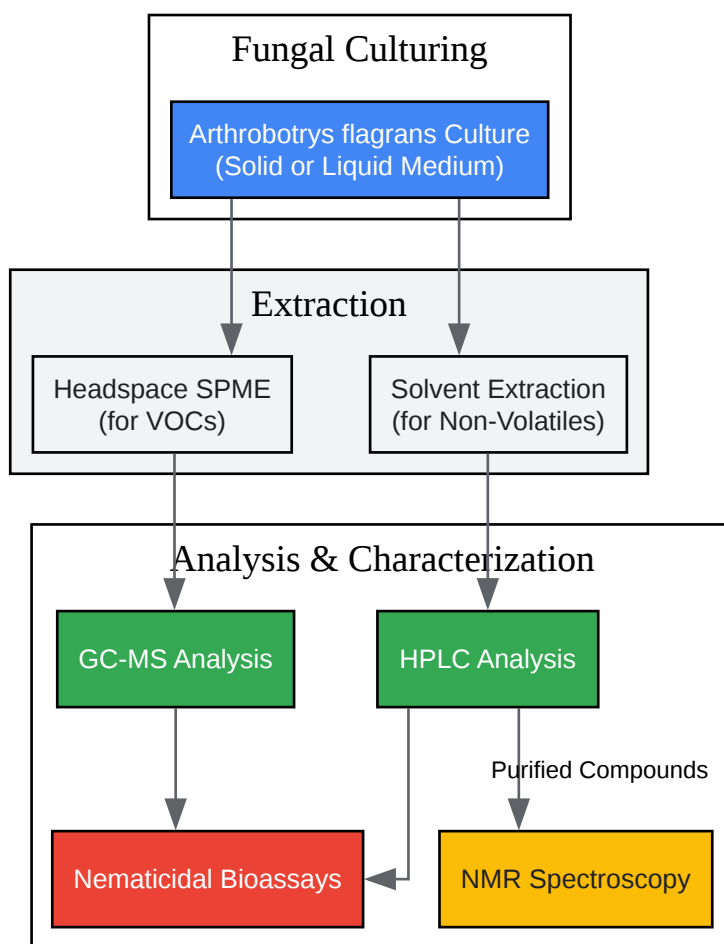 Fungal Culturing
Arthrobotrys flagrans Culture
(Solid or Liquid Medium)
Extraction
Headspace SPME
(for VOCs)
Solvent Extraction
(for Non-Volatiles)
Analysis & Characterization
GC-MS Analysis
HPLC Analysis
Purified Compounds
Nematicidal Bioassays
NMR Spectroscopy